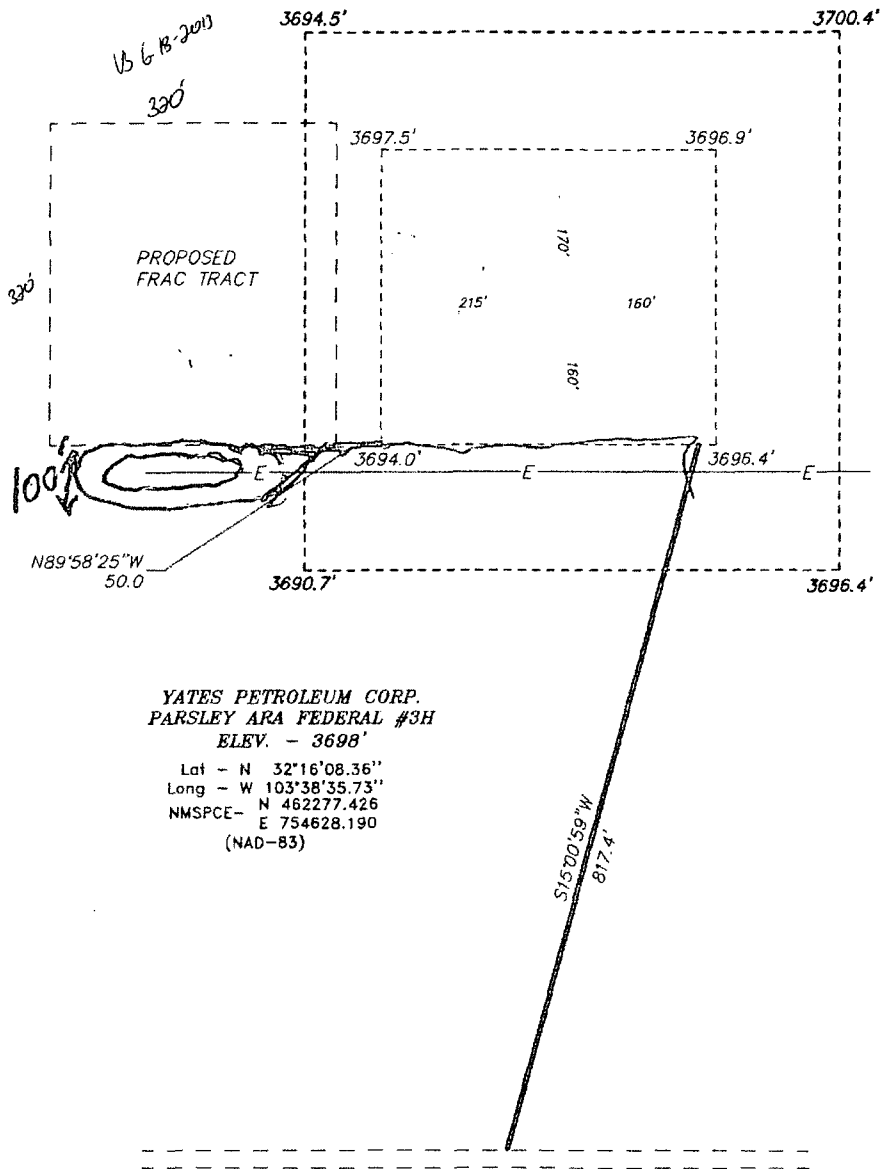 3694.5'
3700.4'
320'
3697.5'
3696.9'
PROPOSED
FRAC TRACT
170'
320'
215'
160'
160'
100'
E
3694.0'
E
3696.4'
E
N89°58'25"W
50.0
3690.7'
3696.4'
YATES PETROLEUM CORP.
PARSLEY ARA FEDERAL #3H
ELEV. - 3698'
Lat - N 32°16'08.36"
Long - W 103°38'35.73"
NMSPCE- N 462277.426
E 754628.190
(NAD-83)
S15°00'59"W
817.4'